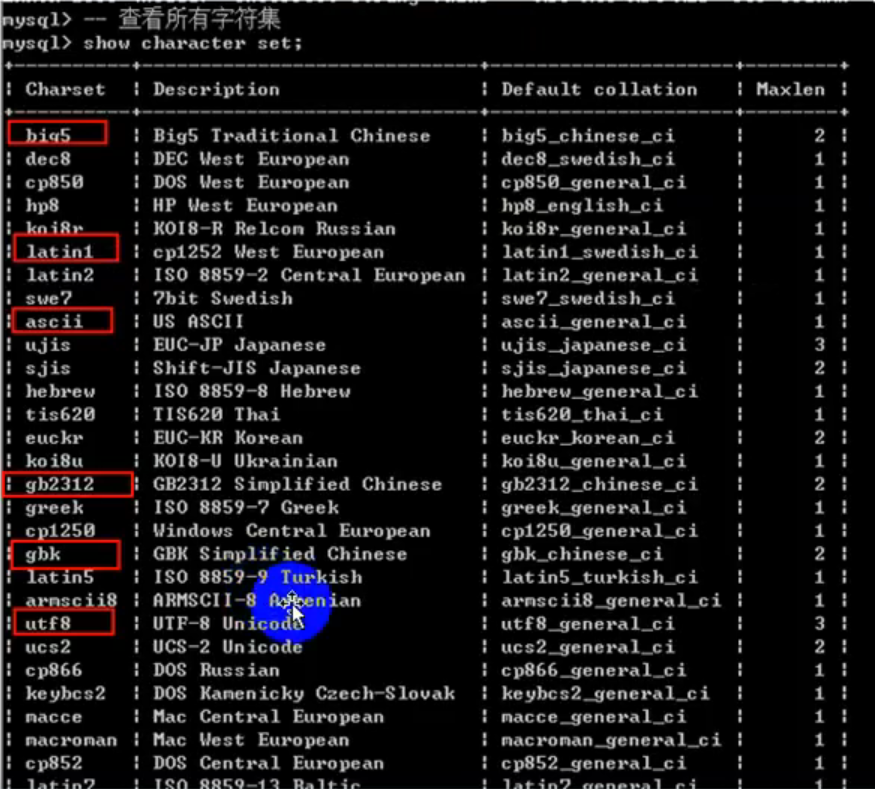 mysql> -- 查看所有字符集
mysql> show character set;
| Charset | Description | Default collation | Maxlen |
| big5 | Big5 Traditional Chinese | big5_chinese_ci | 2 |
| dec8 | DEC West European | dec8_swedish_ci | 1 |
| cp850 | DOS West European | cp850_general_ci | 1 |
| hp8 | HP West European | hp8_english_ci | 1 |
| koi8r | KOI8-R Relcom Russian | koi8r_general_ci | 1 |
| latin1 | cp1252 West European | latin1_swedish_ci | 1 |
| latin2 | ISO 8859-2 Central European | latin2_general_ci | 1 |
| swe7 | 7bit Swedish | swe7_swedish_ci | 1 |
| ascii | US ASCII | ascii_general_ci | 1 |
| ujis | EUC-JP Japanese | ujis_japanese_ci | 3 |
| sjis | Shift-JIS Japanese | sjis_japanese_ci | 2 |
| hebrew | ISO 8859-8 Hebrew | hebrew_general_ci | 1 |
| tis620 | TIS620 Thai | tis620_thai_ci | 1 |
| euckr | EUC-KR Korean | euckr_korean_ci | 2 |
| koi8u | KOI8-U Ukrainian | koi8u_general_ci | 1 |
| gb2312 | GB2312 Simplified Chinese | gb2312_chinese_ci | 2 |
| greek | ISO 8859-7 Greek | greek_general_ci | 1 |
| cp1250 | Windows Central European | cp1250_general_ci | 1 |
| gbk | GBK Simplified Chinese | gbk_chinese_ci | 2 |
| latin5 | ISO 8859-9 Turkish | latin5_turkish_ci | 1 |
| armscii8 | ARMSCII-8 Armenian | armscii8_general_ci | 1 |
| utf8 | UTF-8 Unicode | utf8_general_ci | 3 |
| ucs2 | UCS-2 Unicode | ucs2_general_ci | 2 |
| cp866 | DOS Russian | cp866_general_ci | 1 |
| keybcs2 | DOS Kamenicky Czech-Slovak | keybcs2_general_ci | 1 |
| macce | Mac Central European | macce_general_ci | 1 |
| macroman | Mac West European | macroman_general_ci | 1 |
| cp852 | DOS Central European | cp852_general_ci | 1 |
| latin7 | ISO 8859-13 Baltic | latin7_general_ci | 1 |